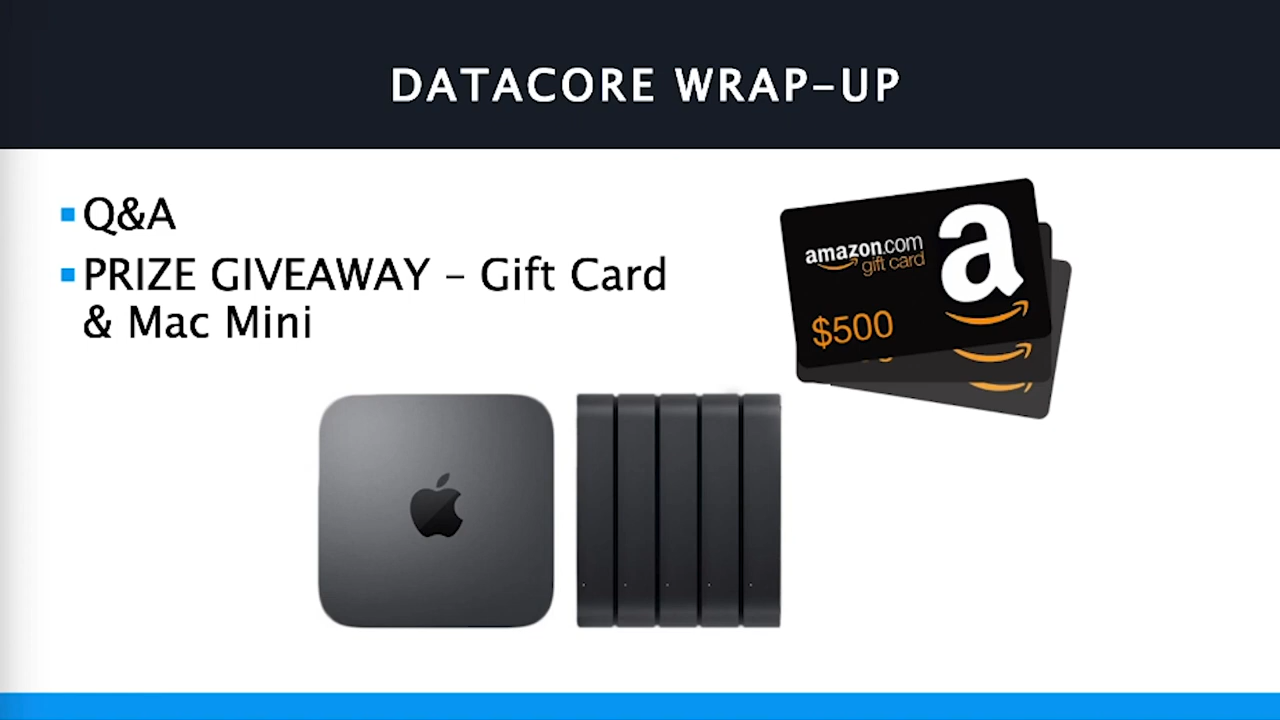 DATACORE WRAP-UP
Q&A
PRIZE GIVEAWAY – Gift Card
& Mac Mini
amazon.com
gift card
a
$500